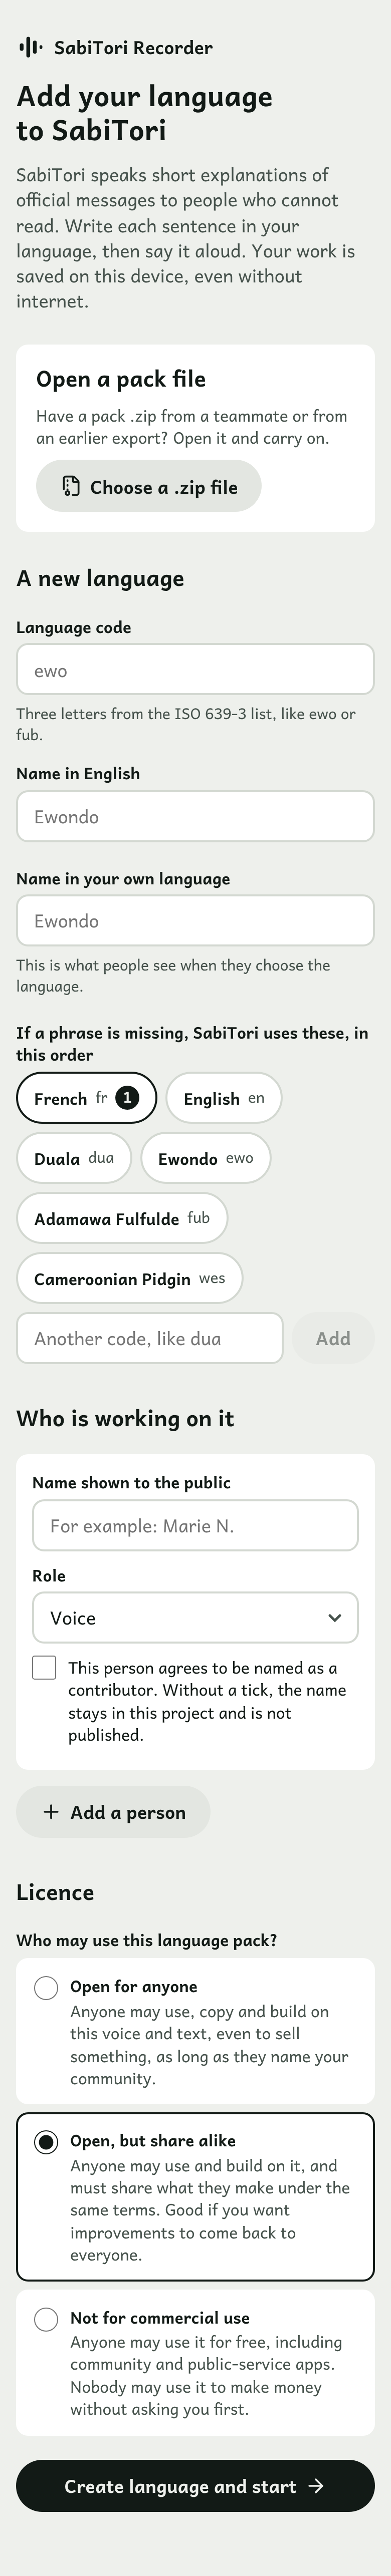 SabiTori Recorder
Add your language
to SabiTori
SabiTori speaks short explanations of
official messages to people who cannot
read. Write each sentence in your
language, then say it aloud. Your work is
saved on this device, even without
internet.
Open a pack file
Have a pack .zip from a teammate or from
an earlier export? Open it and carry on.
Choose a .zip file
A new language
Language code
ewo
Three letters from the ISO 639-3 list, like ewo or
fub.
Name in English
Ewondo
Name in your own language
Ewondo
This is what people see when they choose the
language.
If a phrase is missing, SabiTori uses these, in
this order
French fr 1 English en
Duala dua Ewondo ewo
Adamawa Fulfulde fub
Cameroonian Pidgin wes
Another code, like dua Add
Who is working on it
Name shown to the public
For example: Marie N.
Role
Voice
This person agrees to be named as a
contributor. Without a tick, the name
stays in this project and is not
published.
Add a person
Licence
Who may use this language pack?
Open for anyone
Anyone may use, copy and build on
this voice and text, even to sell
something, as long as they name your
community.
Open, but share alike
Anyone may use and build on it, and
must share what they make under the
same terms. Good if you want
improvements to come back to
everyone.
Not for commercial use
Anyone may use it for free, including
community and public-service apps.
Nobody may use it to make money
without asking you first.
Create language and start